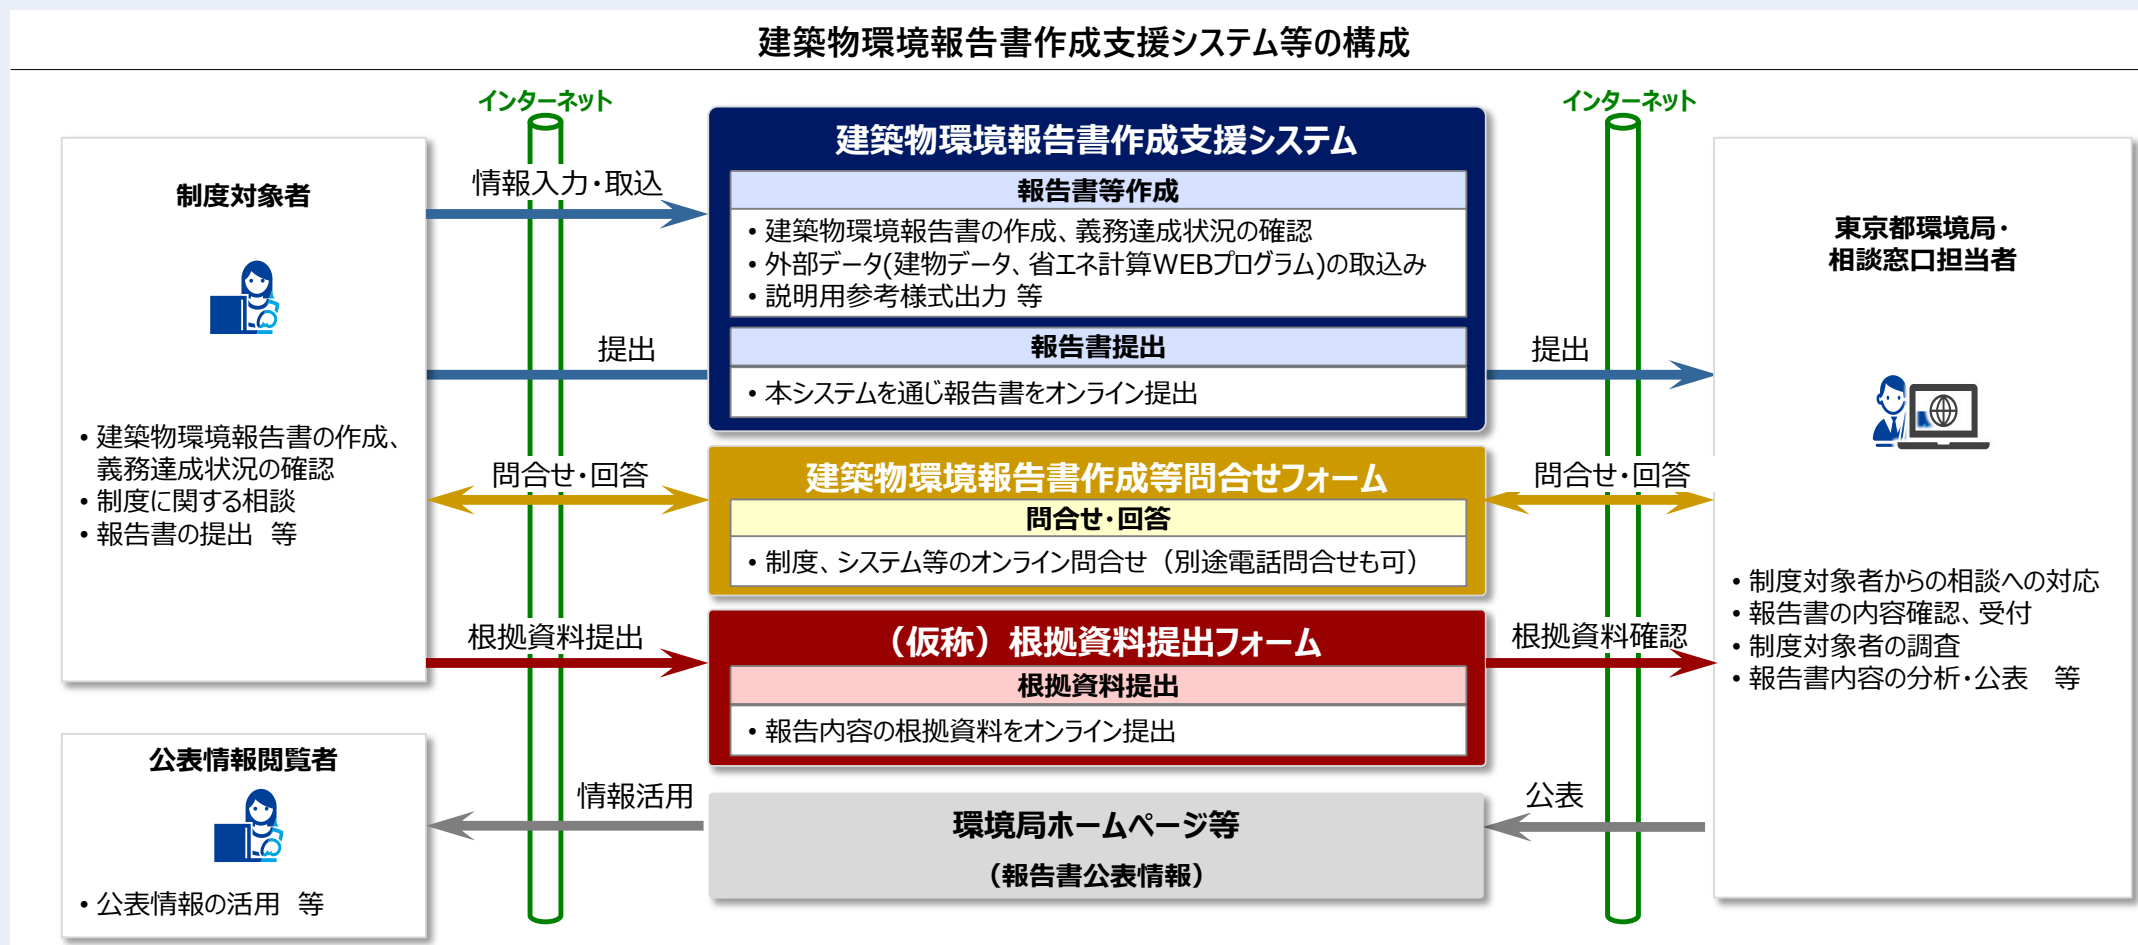 建築物環境報告書作成支援システム等の構成
インターネット
インターネット
制度対象者
・建築物環境報告書の作成、
義務達成状況の確認
・制度に関する相談
・報告書の提出　等
情報入力・取込
提出
問合せ・回答
根拠資料提出
建築物環境報告書作成支援システム
報告書等作成
・建築物環境報告書の作成、義務達成状況の確認
・外部データ(建物データ、省エネ計算WEBプログラム)の取込み
・説明用参考様式出力 等
報告書提出
・本システムを通じ報告書をオンライン提出
建築物環境報告書作成等問合せフォーム
問合せ・回答
・制度、システム等のオンライン問合せ（別途電話問合せも可）
（仮称）根拠資料提出フォーム
根拠資料提出
・報告内容の根拠資料をオンライン提出
提出
問合せ・回答
根拠資料確認
東京都環境局・
相談窓口担当者
・制度対象者からの相談への対応
・報告書の内容確認、受付
・制度対象者の調査
・報告書内容の分析・公表　等
公表情報閲覧者
・公表情報の活用　等
情報活用
環境局ホームページ等
（報告書公表情報）
公表